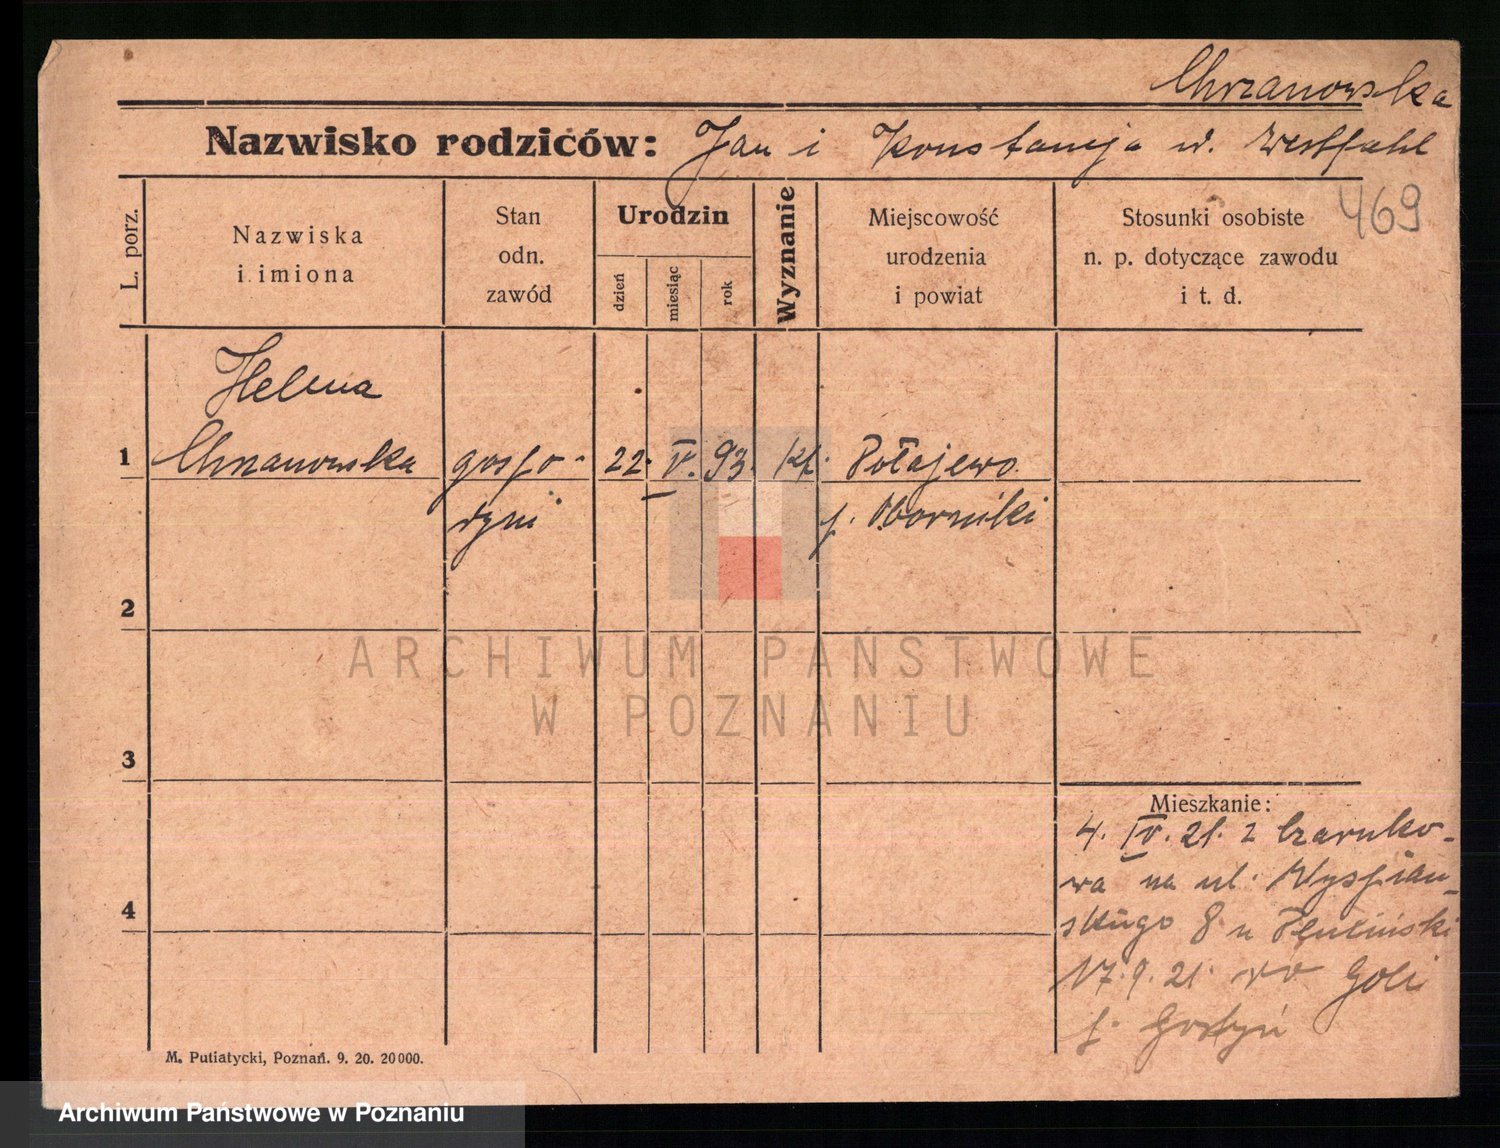 Chrzanowska
Nazwisko rodziców: Jan i Konstancja w. Westfahl
469
L. porz.
Nazwiska
i imiona
Stan
odn.
zawód
Urodzin
dzień
miesiąc
rok
Wyznanie
Miejscowość
urodzenia
i powiat
Stosunki osobiste
n. p. dotyczące zawodu
i t. d.
Helena
1 Chrzanowska gospo- 22. V. 93. kt. Połajewo
dyni p. Oborniki
2
3
4
Mieszkanie:
4. IV. 21. z Czarnko-
wa na ul. Wyspiań-
skiego 8 u
17.9.21. do Goli
p. Gostyń
M. Putiatycki, Poznań. 9. 20. 20000.
ARCHIWUM PAŃSTWOWE
W POZNANIU
Archiwum Państwowe w Poznaniu